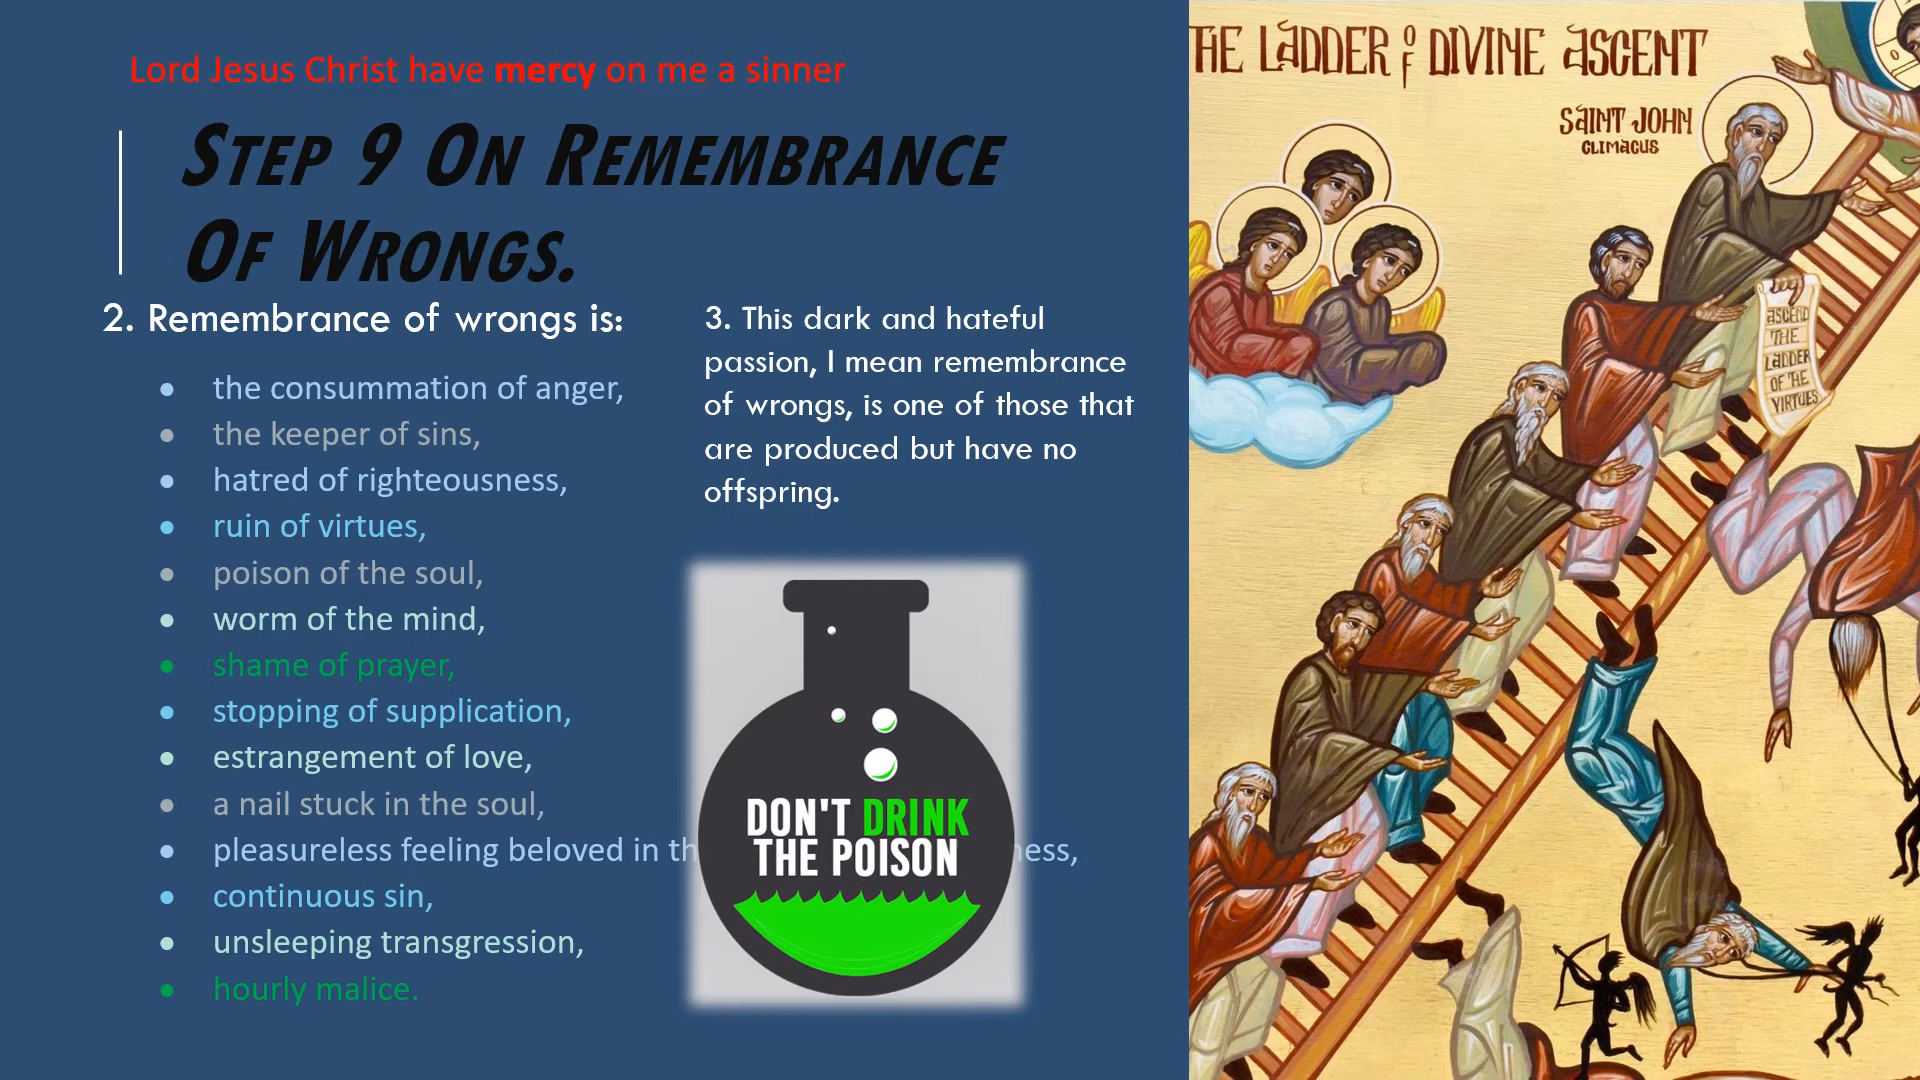 Lord Jesus Christ have mercy on me a sinner
STEP 9 ON REMEMBRANCE
OF WRONGS.
2. Remembrance of wrongs is:
• the consummation of anger,
• the keeper of sins,
• hatred of righteousness,
• ruin of virtues,
• poison of the soul,
• worm of the mind,
• shame of prayer,
• stopping of supplication,
• estrangement of love,
• a nail stuck in the soul,
• pleasureless feeling beloved in
• continuous sin,
• unsleeping transgression,
• hourly malice.
3. This dark and hateful
passion, I mean remembrance
of wrongs, is one of those that
are produced but have no
offspring.
DON'T DRINK
THE POISON
THE LADDER OF DIVINE ASCENT
SAINT JOHN
CLIMACUS
ASCEND
THE
LADDER
OF THE
VIRTUES